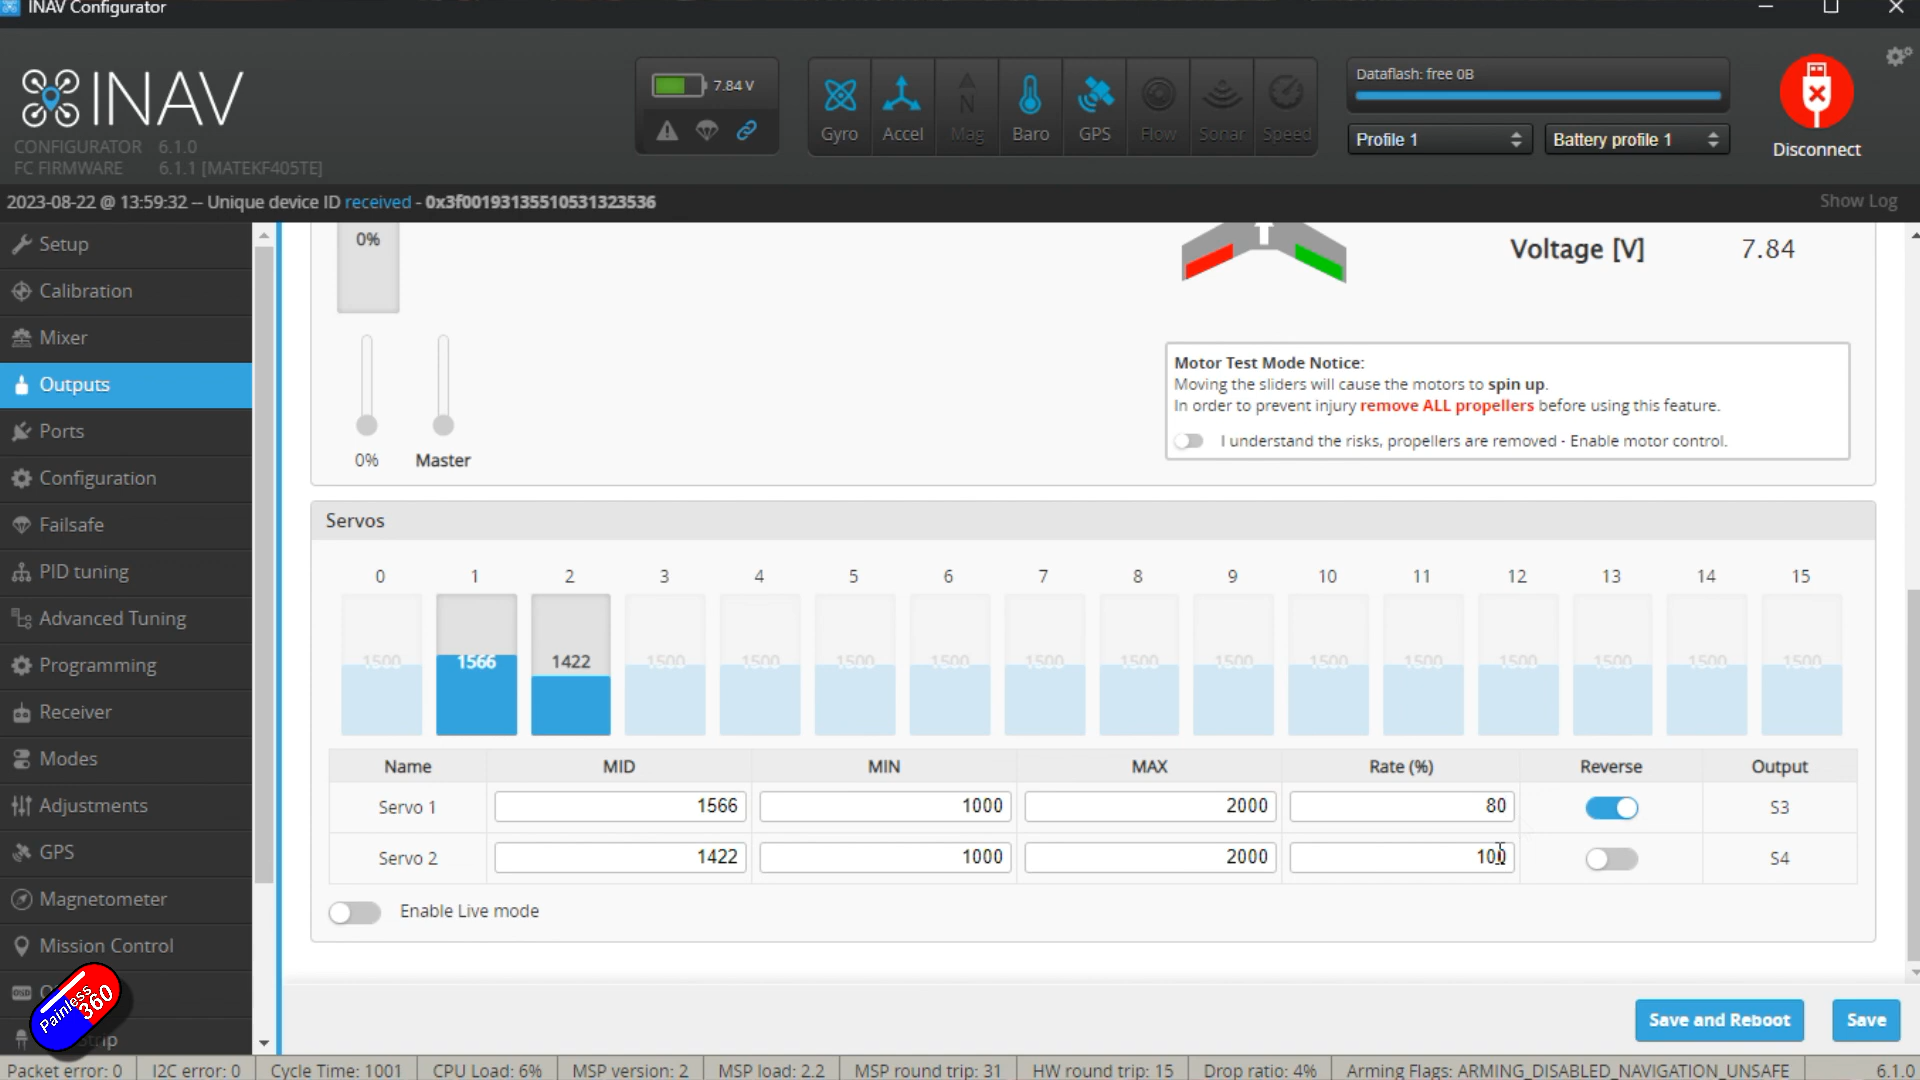 INAV Configurator
INAV
CONFIGURATOR 6.1.0
FC FIRMWARE 6.1.1 [MATEKF405TE]
7.84 V
Gyro Accel Mag Baro GPS Flow Sonar Speed
Dataflash: free 0B
Profile 1 Battery profile 1
Disconnect
2023-08-22 @ 13:59:32 -- Unique device ID received - 0x3f001931355105313235​36
Show Log
Setup
Calibration
Mixer
Outputs
Ports
Configuration
Failsafe
PID tuning
Advanced Tuning
Programming
Receiver
Modes
Adjustments
GPS
Magnetometer
Mission Control
Painless360
0%
Voltage [V] 7.84
Motor Test Mode Notice:
Moving the sliders will cause the motors to spin up.
In order to prevent injury remove ALL propellers before using this feature.
I understand the risks, propellers are removed - Enable motor control.
0% Master
Servos
0 1 2 3 4 5 6 7 8 9 10 11 12 13 14 15
1500 1566 1422 1500 1500 1500 1500 1500 1500 1500 1500 1500 1500 1500 1500 1500
Name MID MIN MAX Rate (%) Reverse Output
Servo 1 1566 1000 2000 80 S3
Servo 2 1422 1000 2000 100 S4
Enable Live mode
Save and Reboot Save
Packet error: 0 I2C error: 0 Cycle Time: 1001 CPU Load: 6% MSP version: 2 MSP load: 2.2 MSP round trip: 31 HW round trip: 15 Drop ratio: 4% Arming Flags: ARMING_DISABLED_NAVIGATION_UNSAFE 6.1.0